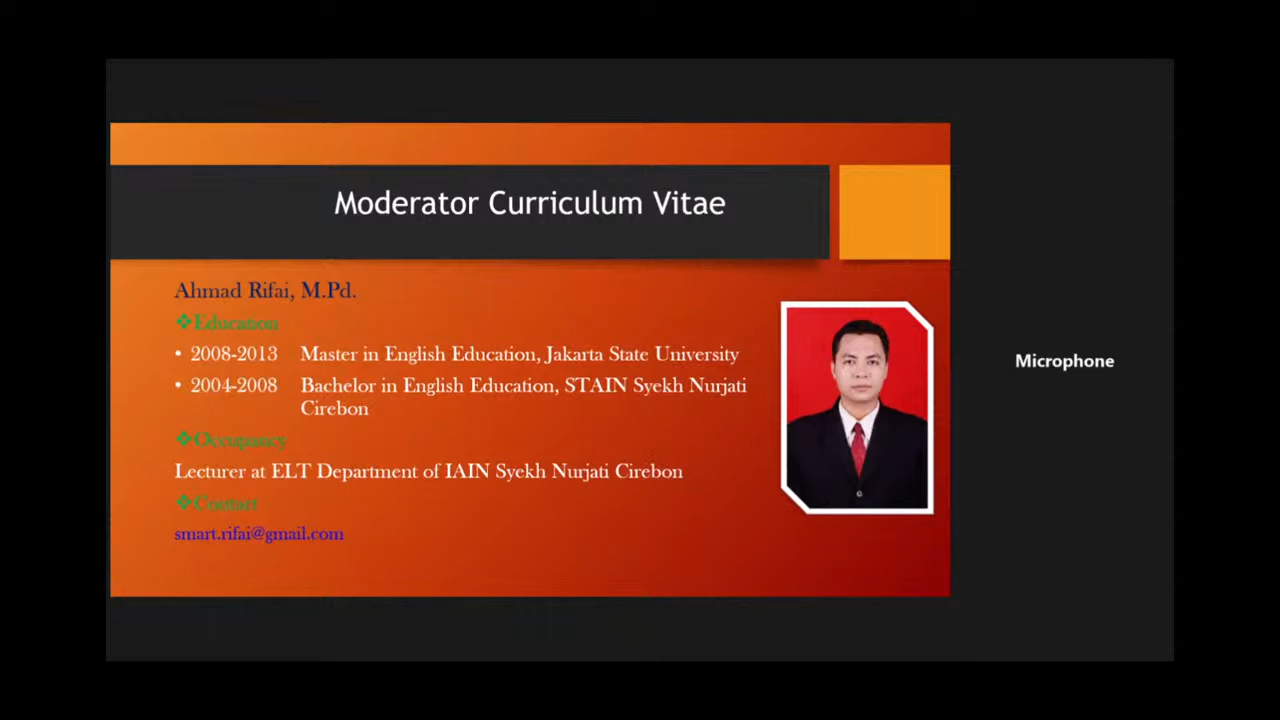 Moderator Curriculum Vitae
Ahmad Rifai, M.Pd.
❖Education
• 2008-2013 Master in English Education, Jakarta State University
• 2004-2008 Bachelor in English Education, STAIN Syekh Nurjati
Cirebon
❖Occupancy
Lecturer at ELT Department of IAIN Syekh Nurjati Cirebon
❖Contact
smart.rifai@gmail.com
Microphone